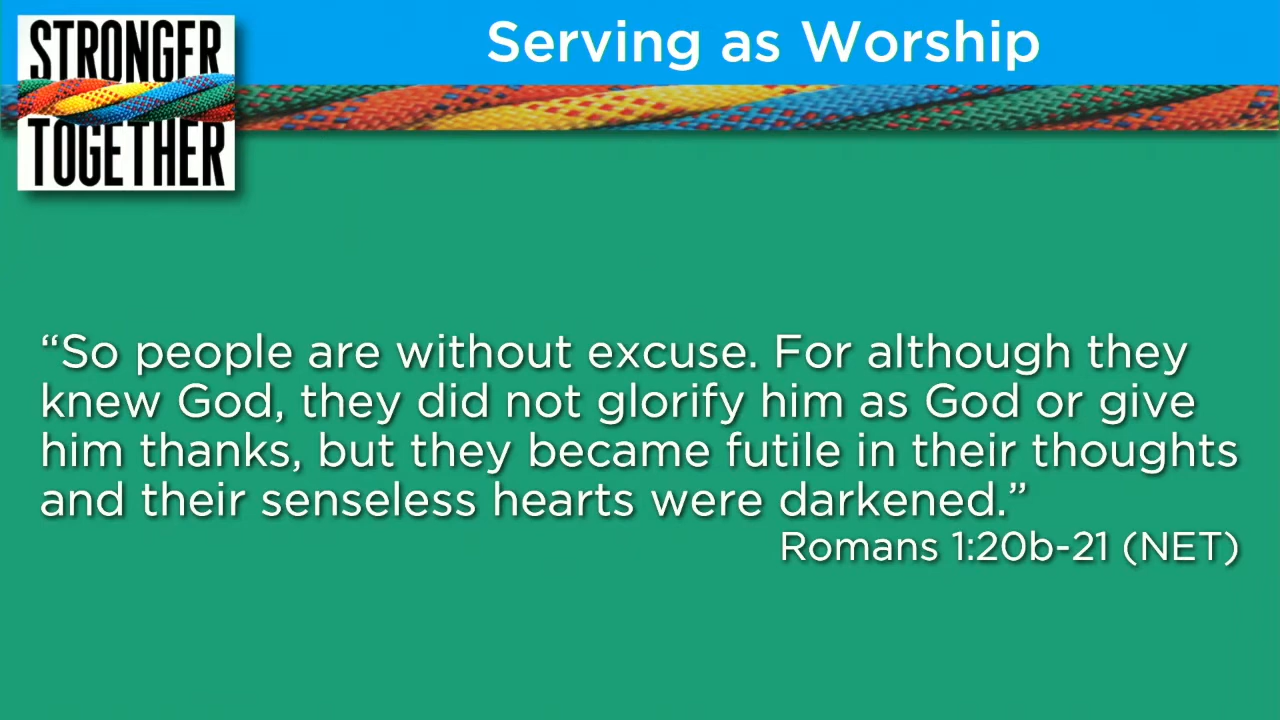 STRONGER
TOGETHER
Serving as Worship
“So people are without excuse. For although they
knew God, they did not glorify him as God or give
him thanks, but they became futile in their thoughts
and their senseless hearts were darkened.”
Romans 1:20b-21 (NET)